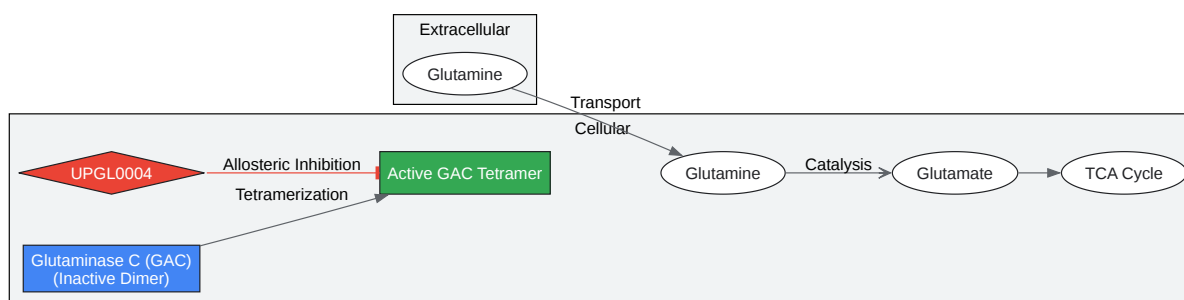 Extracellular
Glutamine
Transport
Cellular
UPGL0004
Allosteric Inhibition
Active GAC Tetramer
Glutamine
Catalysis
Glutamate
TCA Cycle
Tetramerization
Glutaminase C (GAC)
(Inactive Dimer)